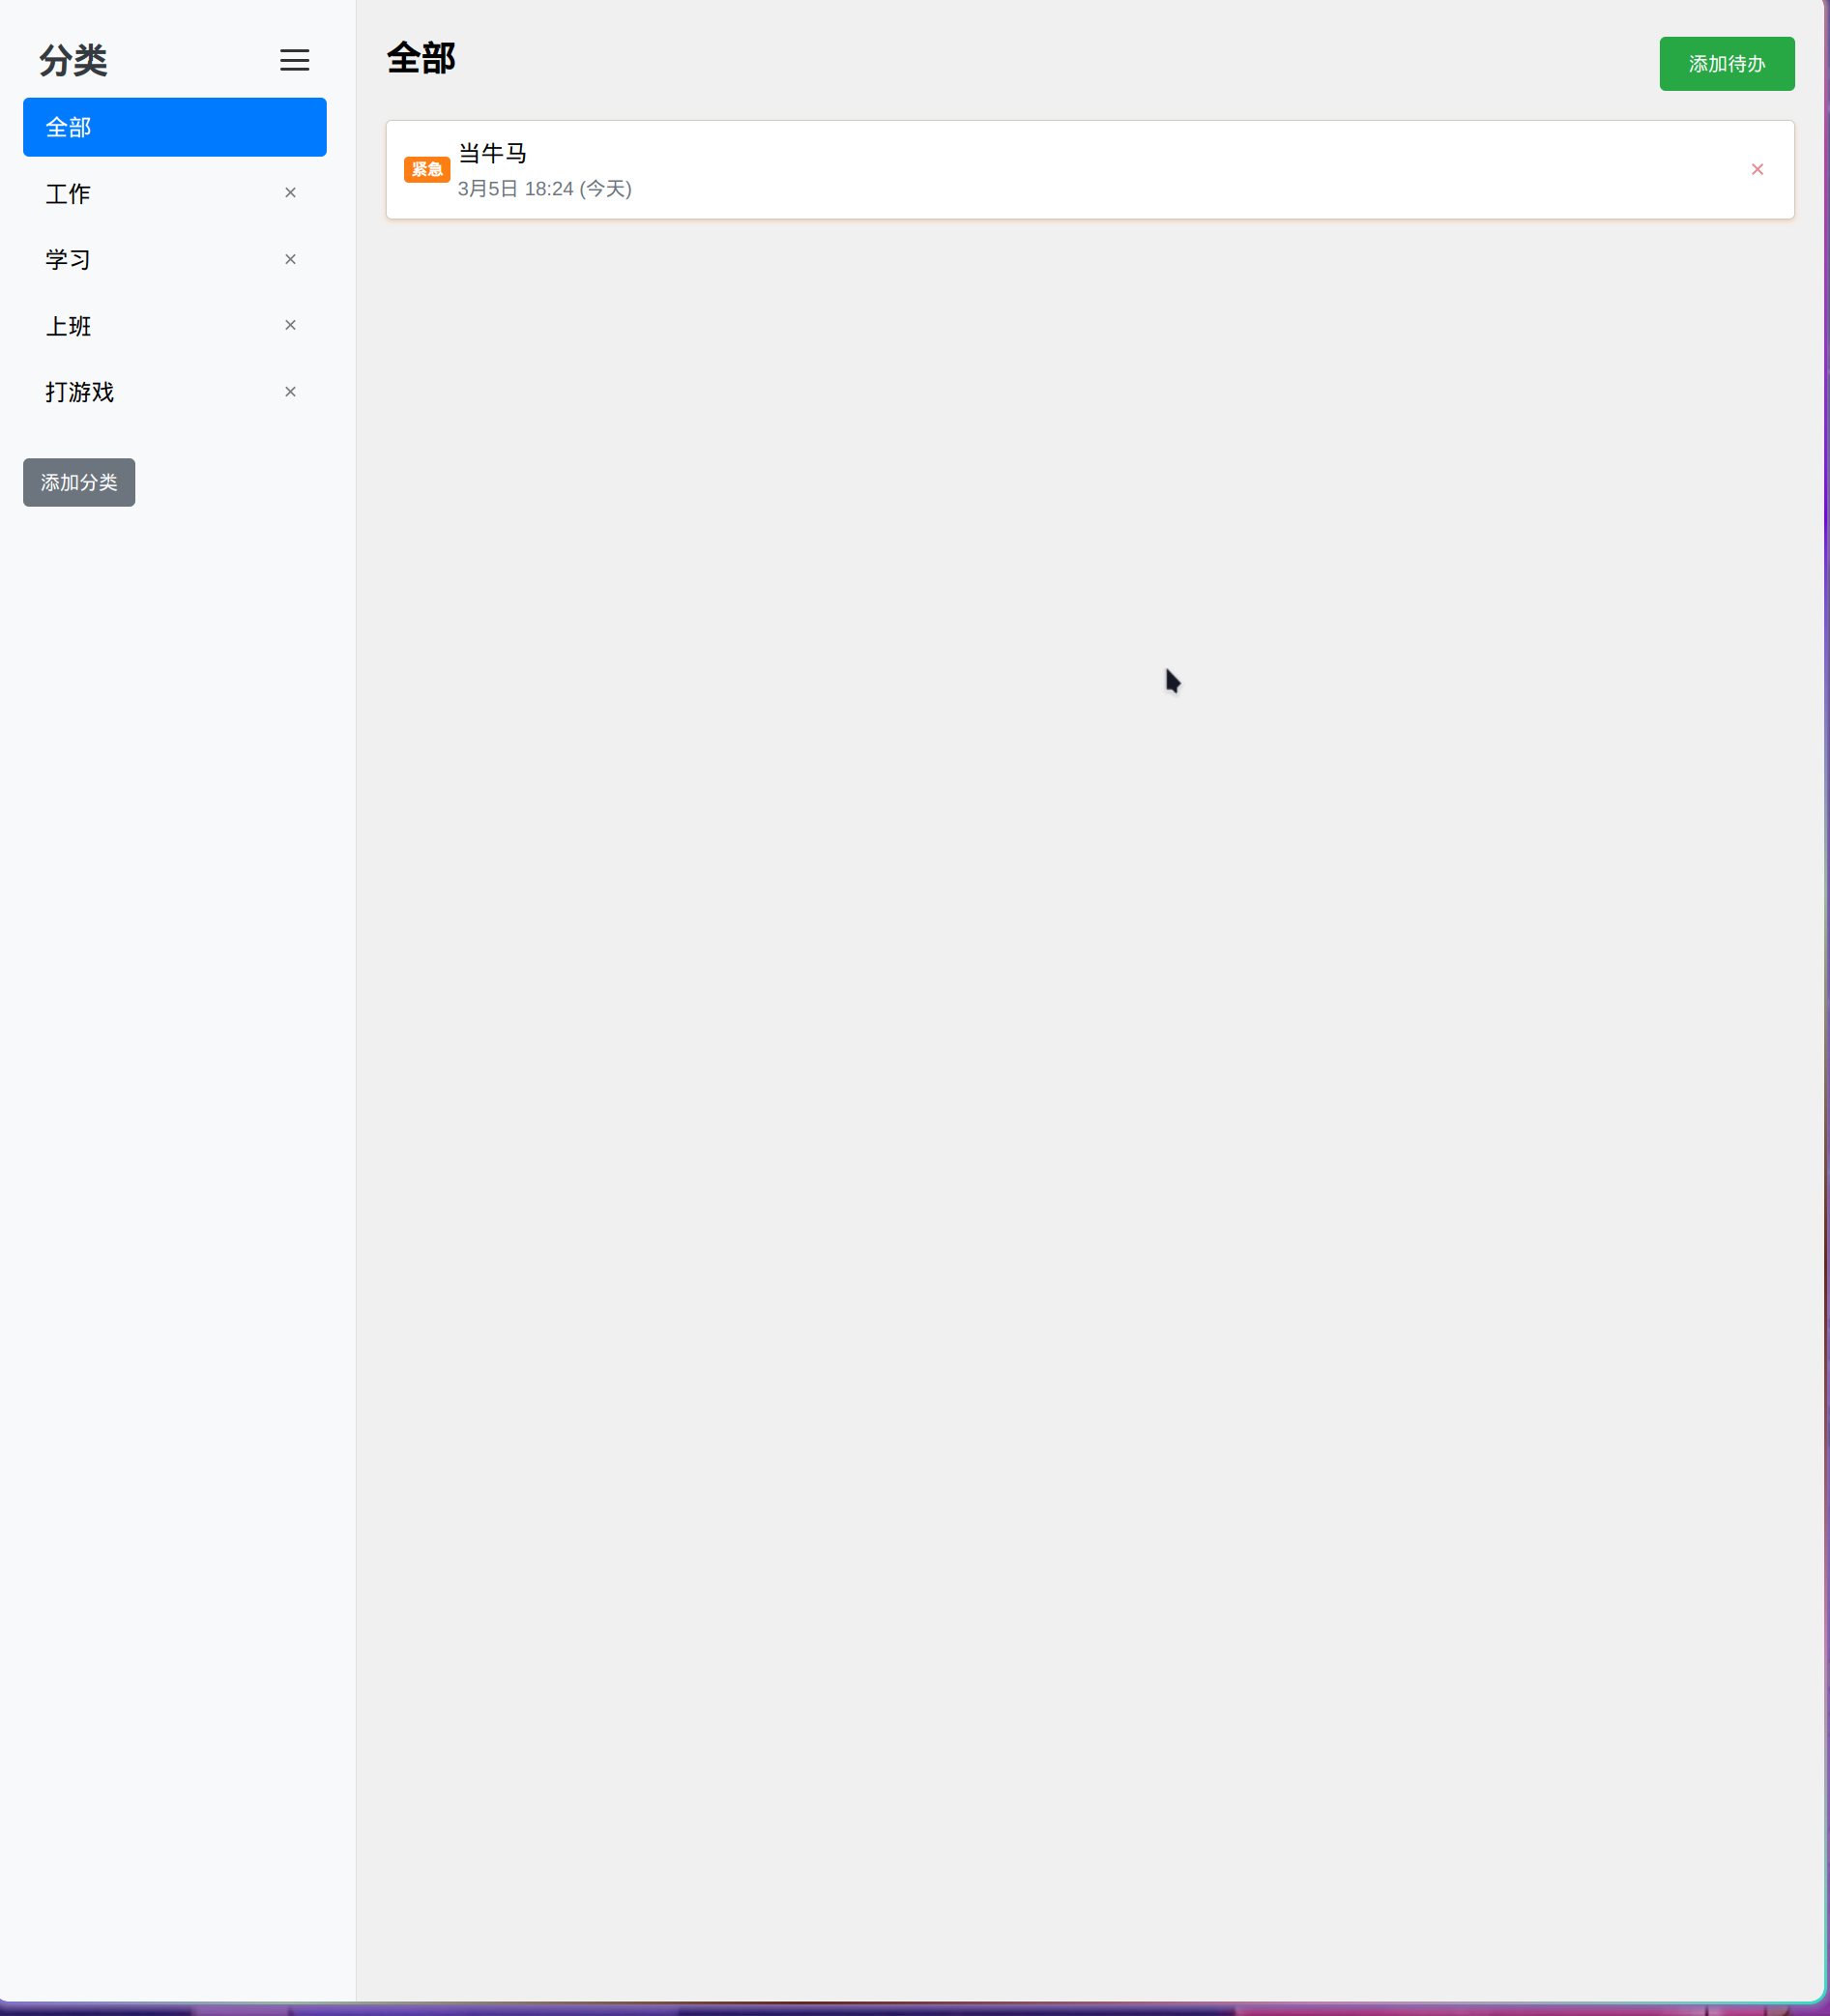 分类
全部
工作 ×
学习 ×
上班 ×
打游戏 ×
添加分类
全部
添加待办
紧急
当牛马
3月5日 18:24 (今天)
×